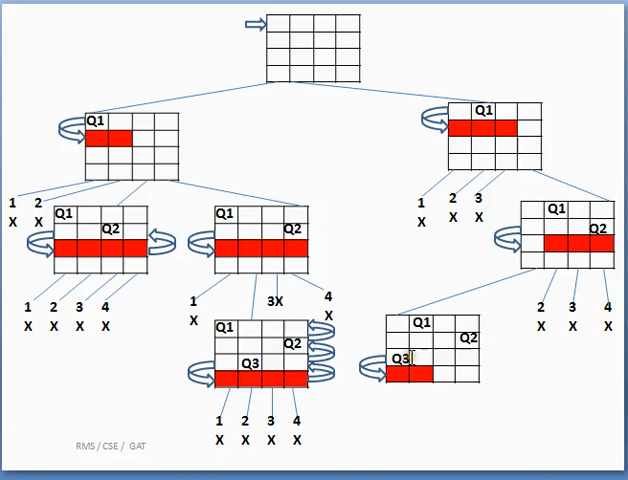 Q1
Q1
1 2
X X
1 2 3
X X X
Q1
Q2
Q1
Q2
Q1
Q2
1 2 3 4
X X X X
1
X
3X
4
X
2 3 4
X X X
Q1
Q2
Q3
Q1
Q2
Q3
1 2 3 4
X X X X
RMS / CSE / GAT